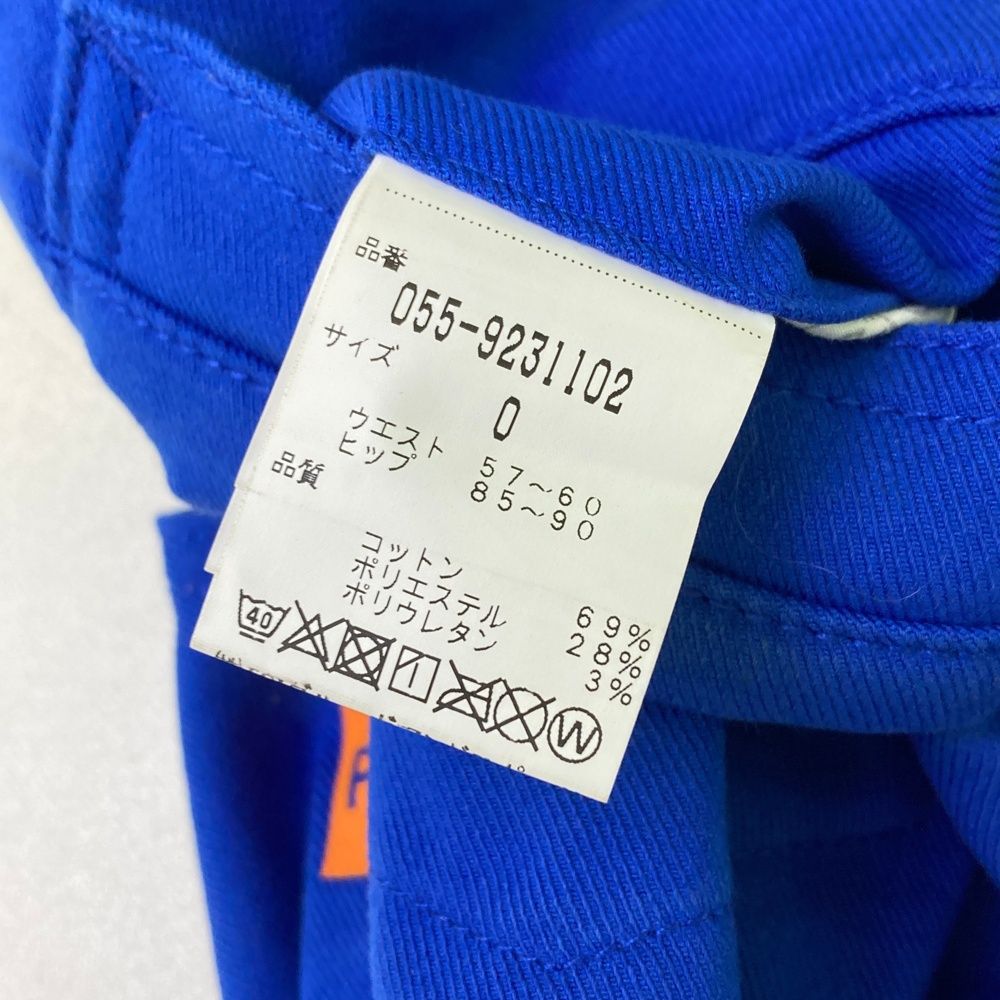 品番
055-9231102
サイズ
0
ウエスト 57～60
ヒップ 85～90
品質
コットン 69%
ポリエステル 28%
ポリウレタン 3%
40
W